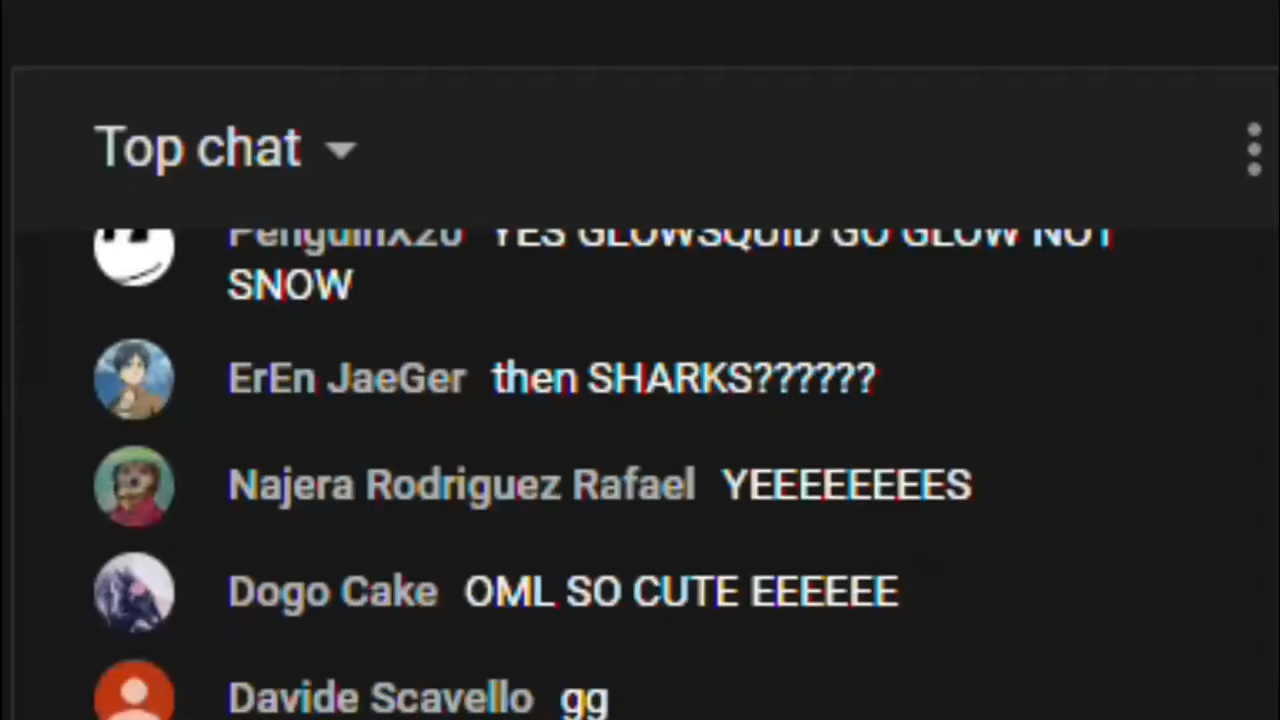 Top chat
PenguinX20 YES GLOWSQUID GO GLOW NOT
SNOW
ErEn JaeGer then SHARKS??????
Najera Rodriguez Rafael YEEEEEEEEES
Dogo Cake OML SO CUTE EEEEEE
Davide Scavello gg